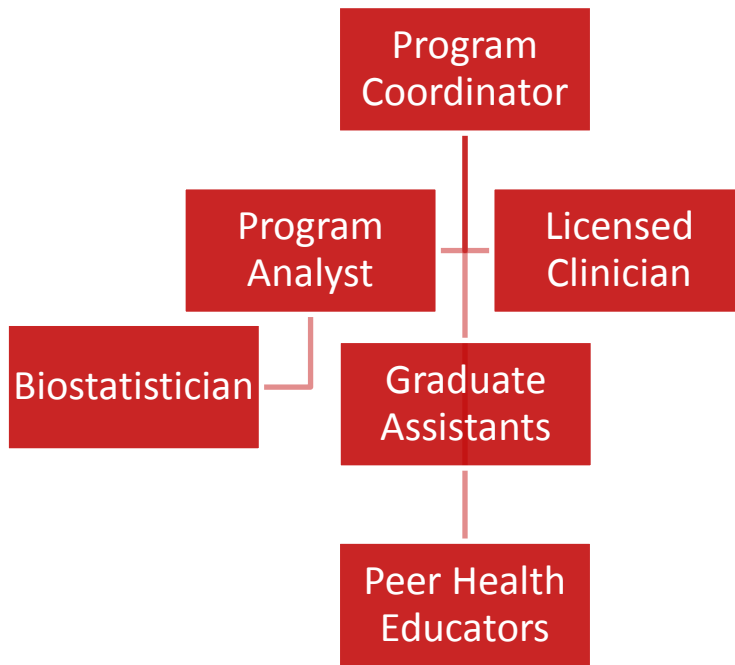 Program
Coordinator
Program
Analyst
Licensed
Clinician
Biostatistician
Graduate
Assistants
Peer Health
Educators